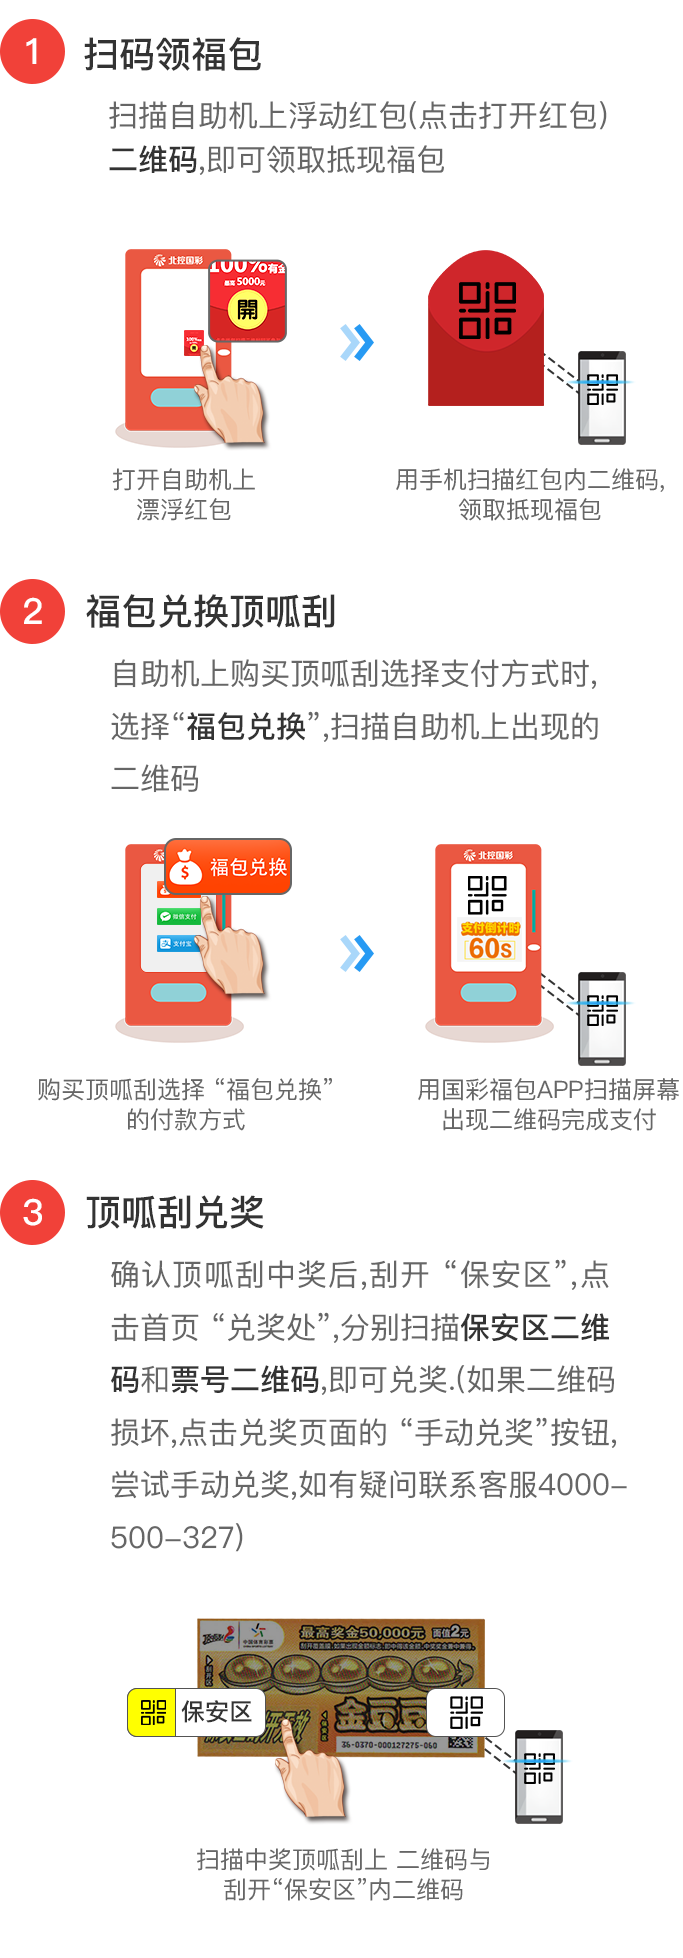 1
扫码领福包
扫描自助机上浮动红包(点击打开红包)
二维码,即可领取抵现福包
北控国彩
100%有金
最高 5000元
開
100%
打开自助机上
漂浮红包
用手机扫描红包内二维码,
领取抵现福包
2
福包兑换顶呱刮
自助机上购买顶呱刮选择支付方式时,
选择“福包兑换”,扫描自助机上出现的
二维码
$ 福包兑换
微信支付
支 支付宝
北控国彩
支付倒计时
60s
购买顶呱刮选择 “福包兑换”
的付款方式
用国彩福包APP扫描屏幕
出现二维码完成支付
3
顶呱刮兑奖
确认顶呱刮中奖后,刮开 “保安区”,点
击首页 “兑奖处”,分别扫描保安区二维
码和票号二维码,即可兑奖.(如果二维码
损坏,点击兑奖页面的 “手动兑奖”按钮,
尝试手动兑奖,如有疑问联系客服4000-
500-327)
中国体育彩票
最高奖金50,000元 面值2元
刮开区
保安区
金豆豆
36-0370-000127275-060
扫描中奖顶呱刮上 二维码与
刮开“保安区”内二维码